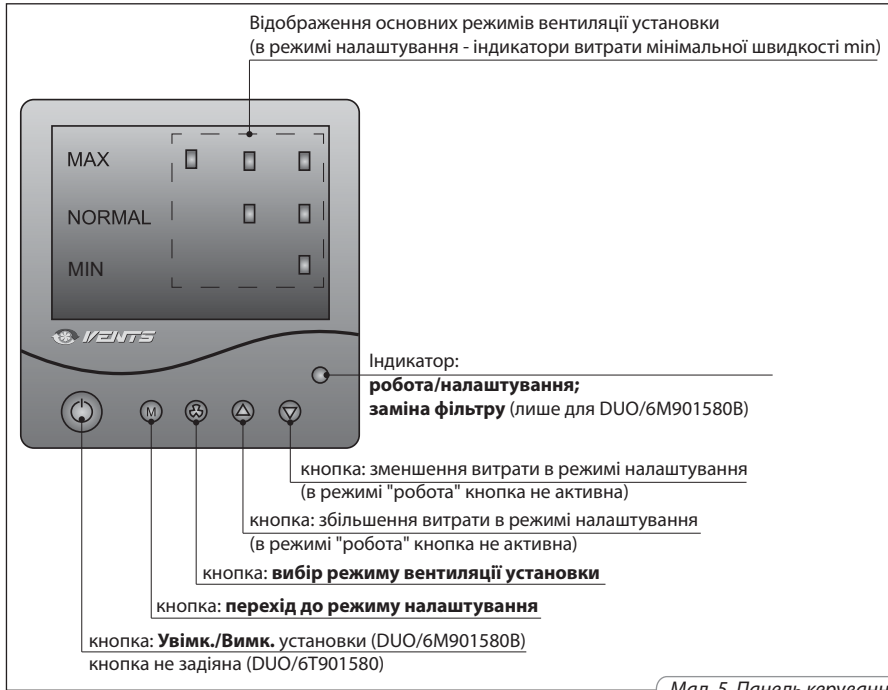 Відображення основних режимів вентиляції установки
(в режимі налаштування - індикатори витрати мінімальної швидкості min)
MAX
NORMAL
MIN
VENTS
Індикатор:
робота/налаштування;
заміна фільтру (лише для DUO/6M901580B)
M
кнопка: зменшення витрати в режимі налаштування
(в режимі "робота" кнопка не активна)
кнопка: збільшення витрати в режимі налаштування
(в режимі "робота" кнопка не активна)
кнопка: вибір режиму вентиляції установки
кнопка: перехід до режиму налаштування
кнопка: Увімк./Вимк. установки (DUO/6M901580B)
кнопка не задіяна (DUO/6T901580)
Мал. 5. Панель